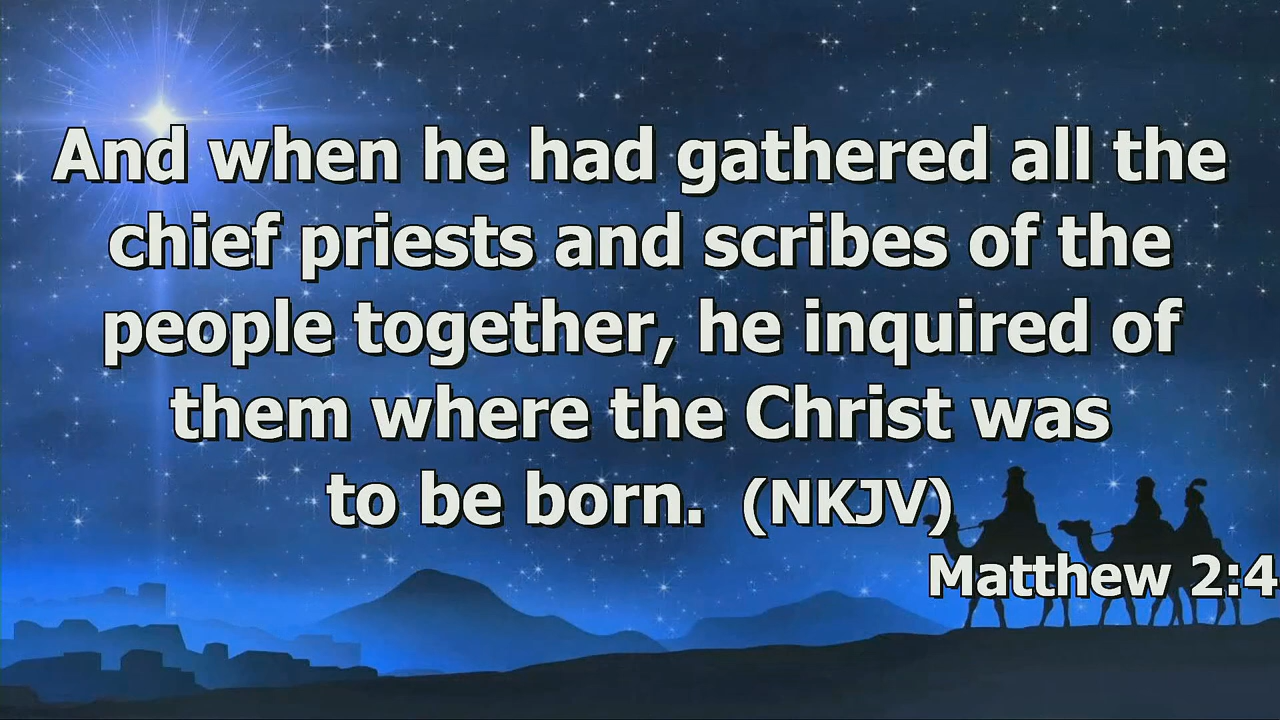 And when he had gathered all the
chief priests and scribes of the
people together, he inquired of
them where the Christ was
to be born. (NKJV)
Matthew 2:4